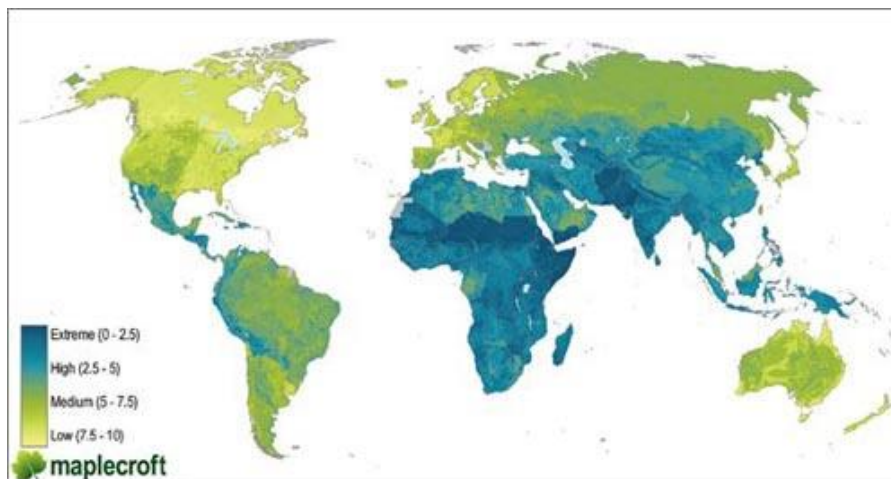 Extreme (0 - 2.5)
High (2.5 - 5)
Medium (5 - 7.5)
Low (7.5 - 10)
maplecroft